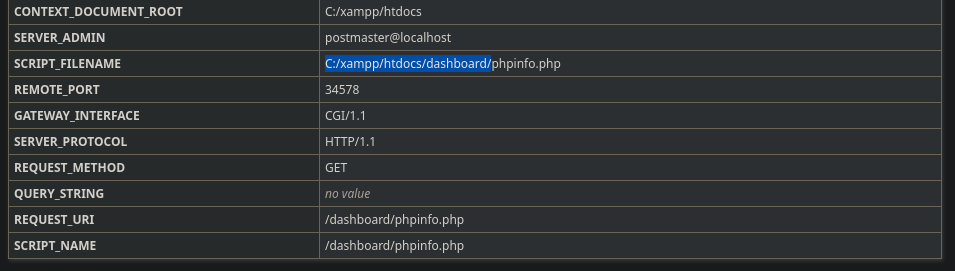 CONTEXT_DOCUMENT_ROOT C:/xampp/htdocs
SERVER_ADMIN postmaster@localhost
SCRIPT_FILENAME C:/xampp/htdocs/dashboard/phpinfo.php
REMOTE_PORT 34578
GATEWAY_INTERFACE CGI/1.1
SERVER_PROTOCOL HTTP/1.1
REQUEST_METHOD GET
QUERY_STRING no value
REQUEST_URI /dashboard/phpinfo.php
SCRIPT_NAME /dashboard/phpinfo.php